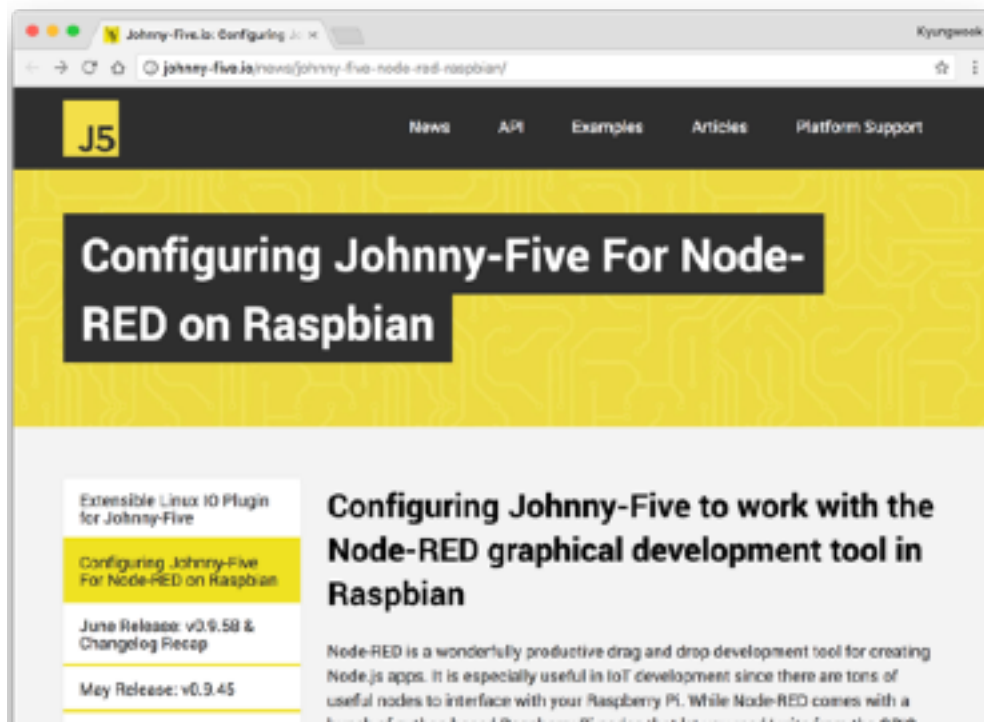 Johnny-Five.io: Configuring Jo
Kyungwook
johnny-five.io/news/johnny-five-node-red-raspbian/
J5
News API Examples Articles Platform Support
Configuring Johnny-Five For Node-
RED on Raspbian
Extensible Linux IO Plugin
for Johnny-Five
Configuring Johnny-Five
For Node-RED on Raspbian
June Release: v0.9.58 &
Changelog Recap
May Release: v0.9.45
Configuring Johnny-Five to work with the
Node-RED graphical development tool in
Raspbian
Node-RED is a wonderfully productive drag and drop development tool for creating
Node.js apps. It is especially useful in IoT development since there are tons of
useful nodes to interface with your Raspberry Pi. While Node-RED comes with a